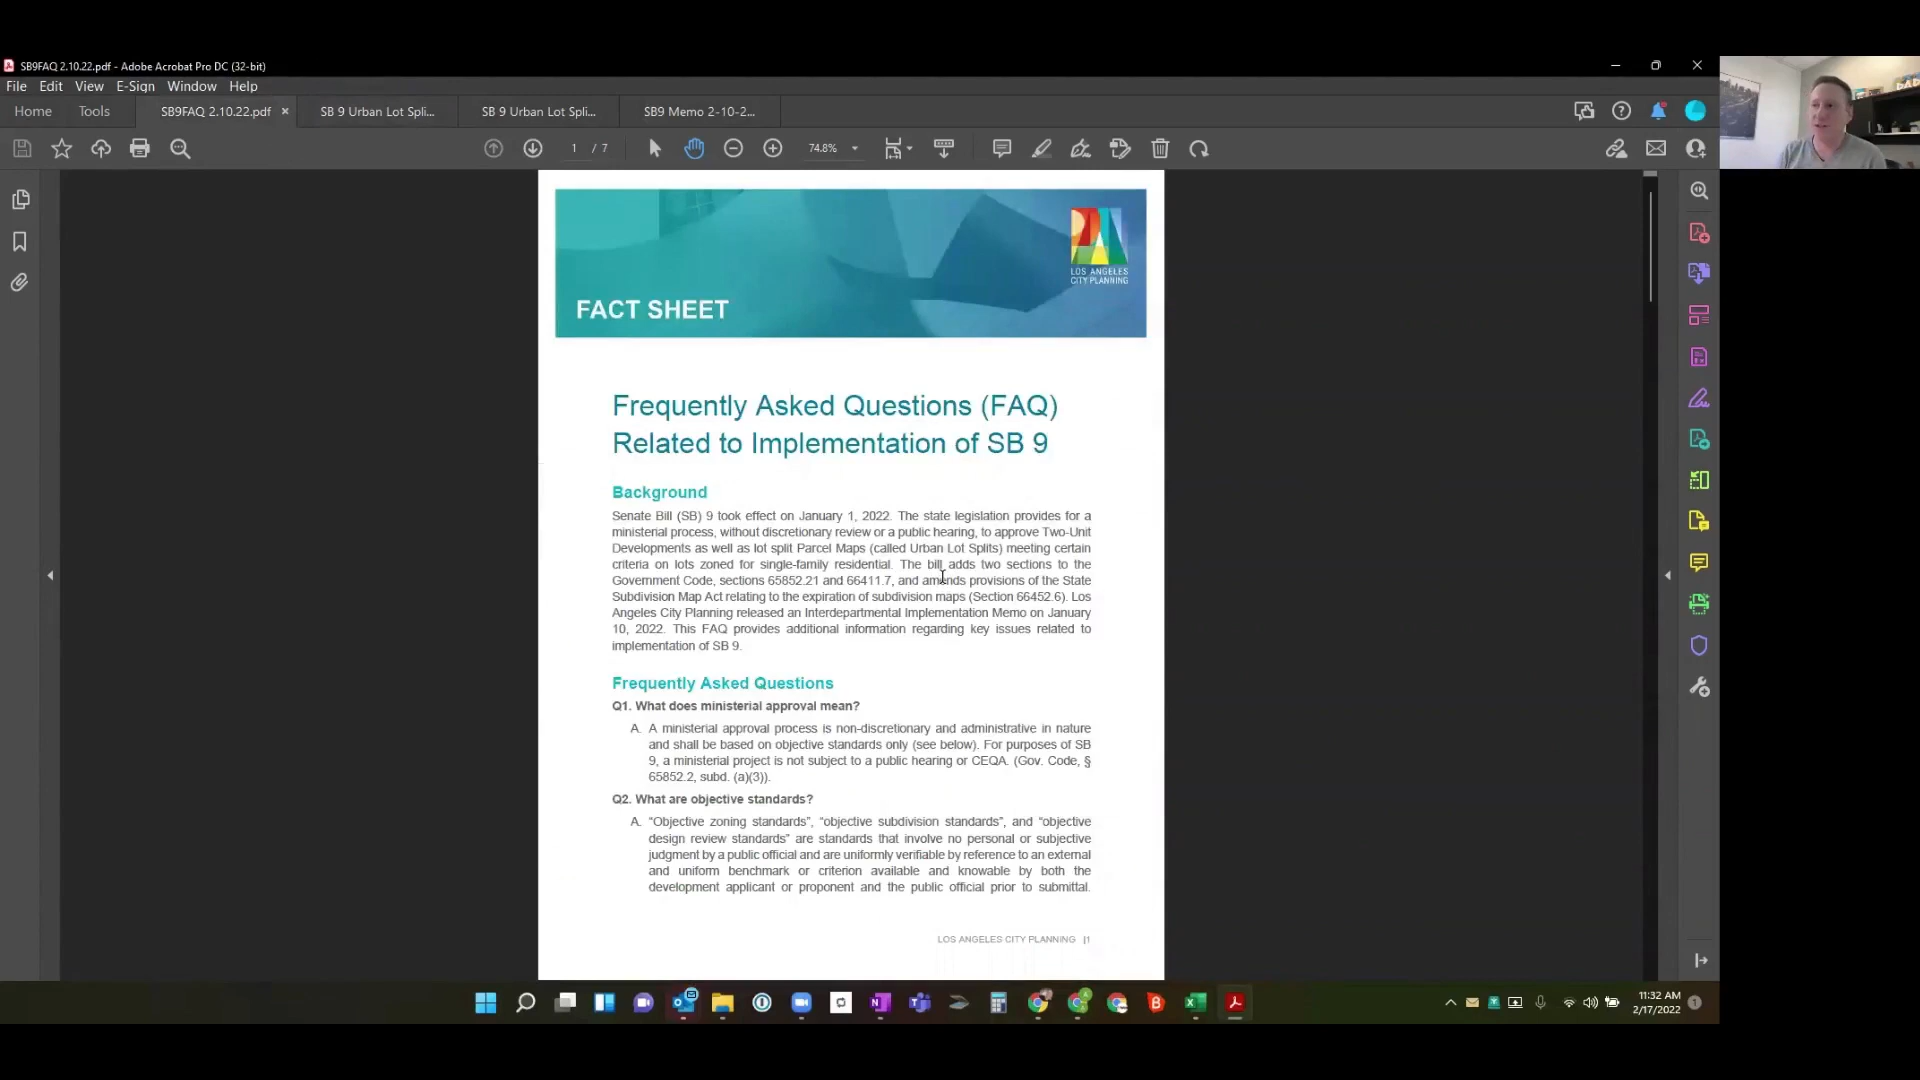 SB9FAQ 2.10.22.pdf - Adobe Acrobat Pro DC (32-bit)
File Edit View E-Sign Window Help
Home Tools SB9FAQ 2.10.22.pdf SB 9 Urban Lot Spli... SB 9 Urban Lot Spli... SB9 Memo 2-10-2...
1 / 7 74.8%
LOS ANGELES
CITY PLANNING
FACT SHEET
Frequently Asked Questions (FAQ)
Related to Implementation of SB 9
Background
Senate Bill (SB) 9 took effect on January 1, 2022. The state legislation provides for a
ministerial process, without discretionary review or a public hearing, to approve Two-Unit
Developments as well as lot split Parcel Maps (called Urban Lot Splits) meeting certain
criteria on lots zoned for single-family residential. The bill adds two sections to the
Government Code, sections 65852.21 and 66411.7, and amends provisions of the State
Subdivision Map Act relating to the expiration of subdivision maps (Section 66452.6). Los
Angeles City Planning released an Interdepartmental Implementation Memo on January
10, 2022. This FAQ provides additional information regarding key issues related to
implementation of SB 9.
Frequently Asked Questions
Q1. What does ministerial approval mean?
A. A ministerial approval process is non-discretionary and administrative in nature
and shall be based on objective standards only (see below). For purposes of SB
9, a ministerial project is not subject to a public hearing or CEQA. (Gov. Code, §
65852.2, subd. (a)(3)).
Q2. What are objective standards?
A. “Objective zoning standards”, “objective subdivision standards”, and “objective
design review standards” are standards that involve no personal or subjective
judgment by a public official and are uniformly verifiable by reference to an external
and uniform benchmark or criterion available and knowable by both the
development applicant or proponent and the public official prior to submittal.
LOS ANGELES CITY PLANNING |1
11:32 AM
2/17/2022